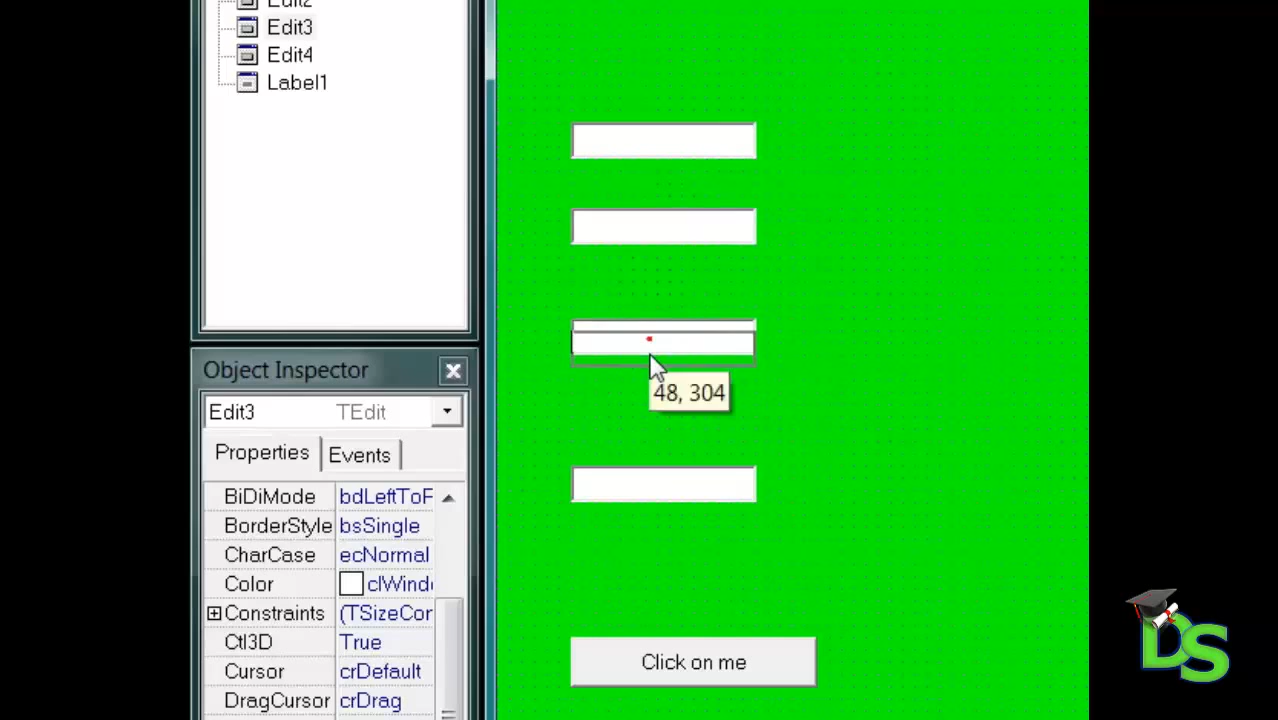 Edit2
Edit3
Edit4
Label1
Object Inspector
Edit3 TEdit
Properties Events
BiDiMode bdLeftToF
BorderStyle bsSingle
CharCase ecNormal
Color clWind
Constraints (TSizeCor
Ctl3D True
Cursor crDefault
DragCursor crDrag
48, 304
Click on me
DS